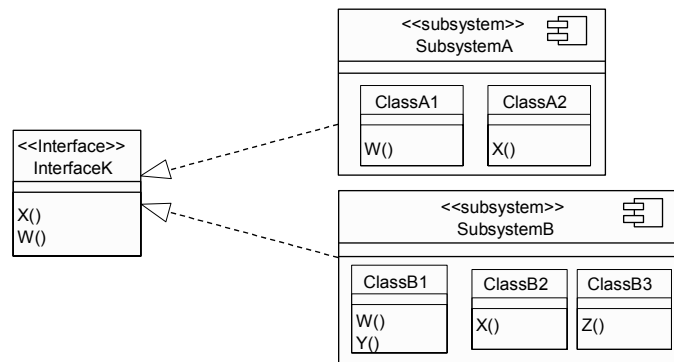 <<Interface>>
InterfaceK
X()
W()
<<subsystem>>
SubsystemA
ClassA1
W()
ClassA2
X()
<<subsystem>>
SubsystemB
ClassB1
W()
Y()
ClassB2
X()
ClassB3
Z()